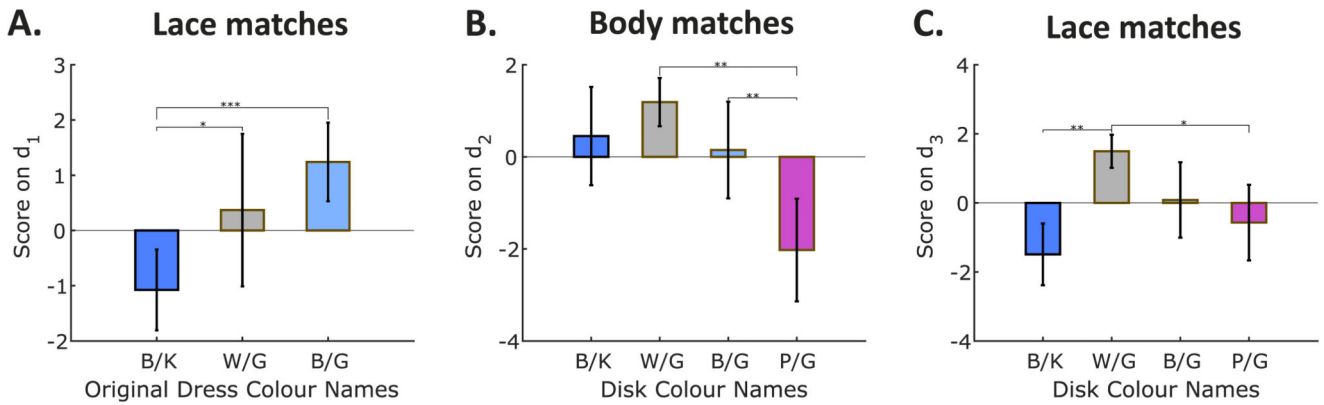 A. Lace matches
3
2
1
0
-1
-2
Score on d1
***
*
B/K W/G B/G
Original Dress Colour Names
B. Body matches
2
0
-2
-4
Score on d2
**
**
B/K W/G B/G P/G
Disk Colour Names
C. Lace matches
4
2
0
-2
-4
Score on d3
**
*
B/K W/G B/G P/G
Disk Colour Names